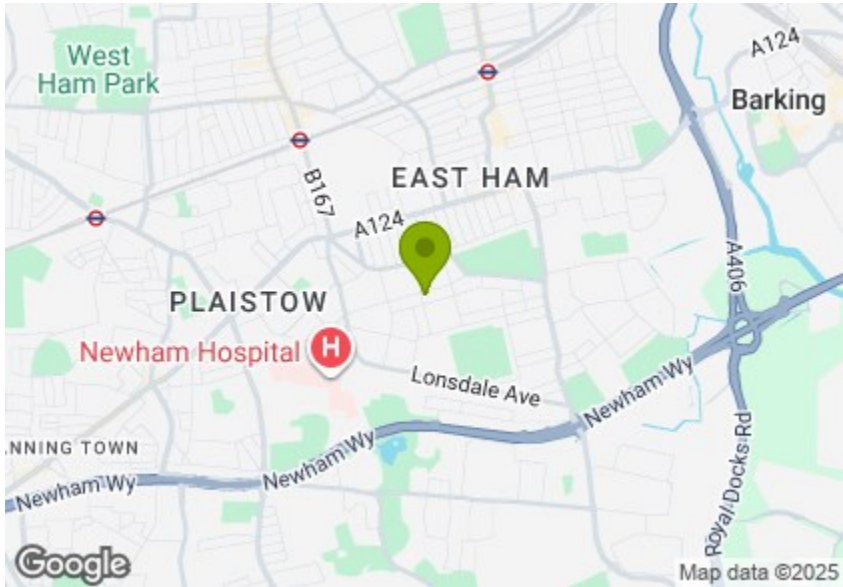 West
Ham Park
A124
Barking
B167
EAST HAM
A124
A406
PLAISTOW
Newham Hospital
H
Lonsdale Ave
Newham Wy
ANNING TOWN
Newham Wy
Newham Wy
Royal Docks Rd
Google
Map data ©2025